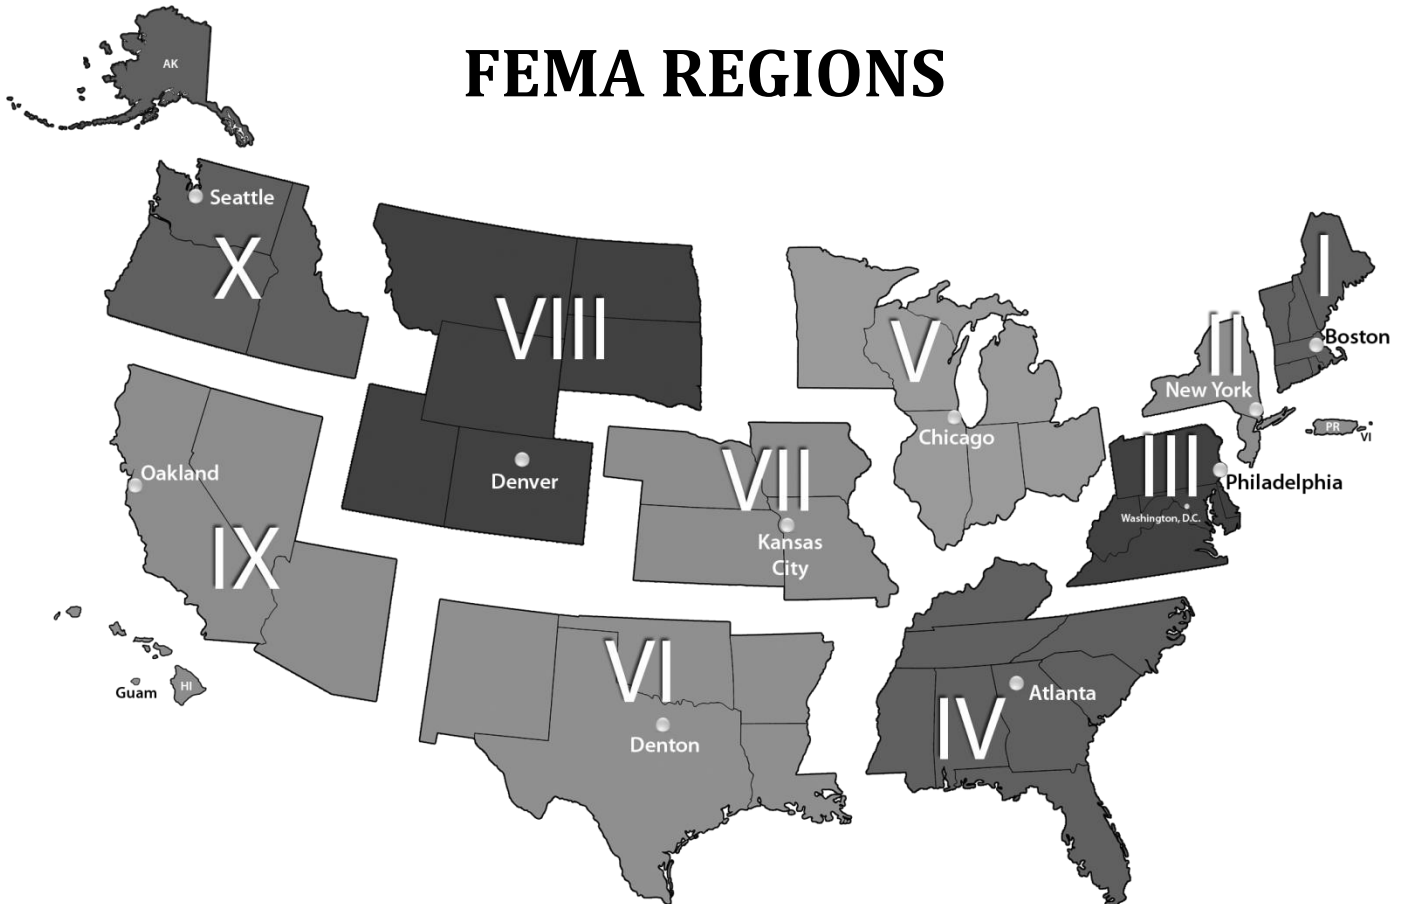 FEMA REGIONS
AK
Seattle
X
VIII
V
I
Boston
II
New York
PR
VI
Chicago
III
Philadelphia
Washington, D.C.
Oakland
IX
Denver
VII
Kansas
City
Guam
HI
VI
Denton
Atlanta
IV